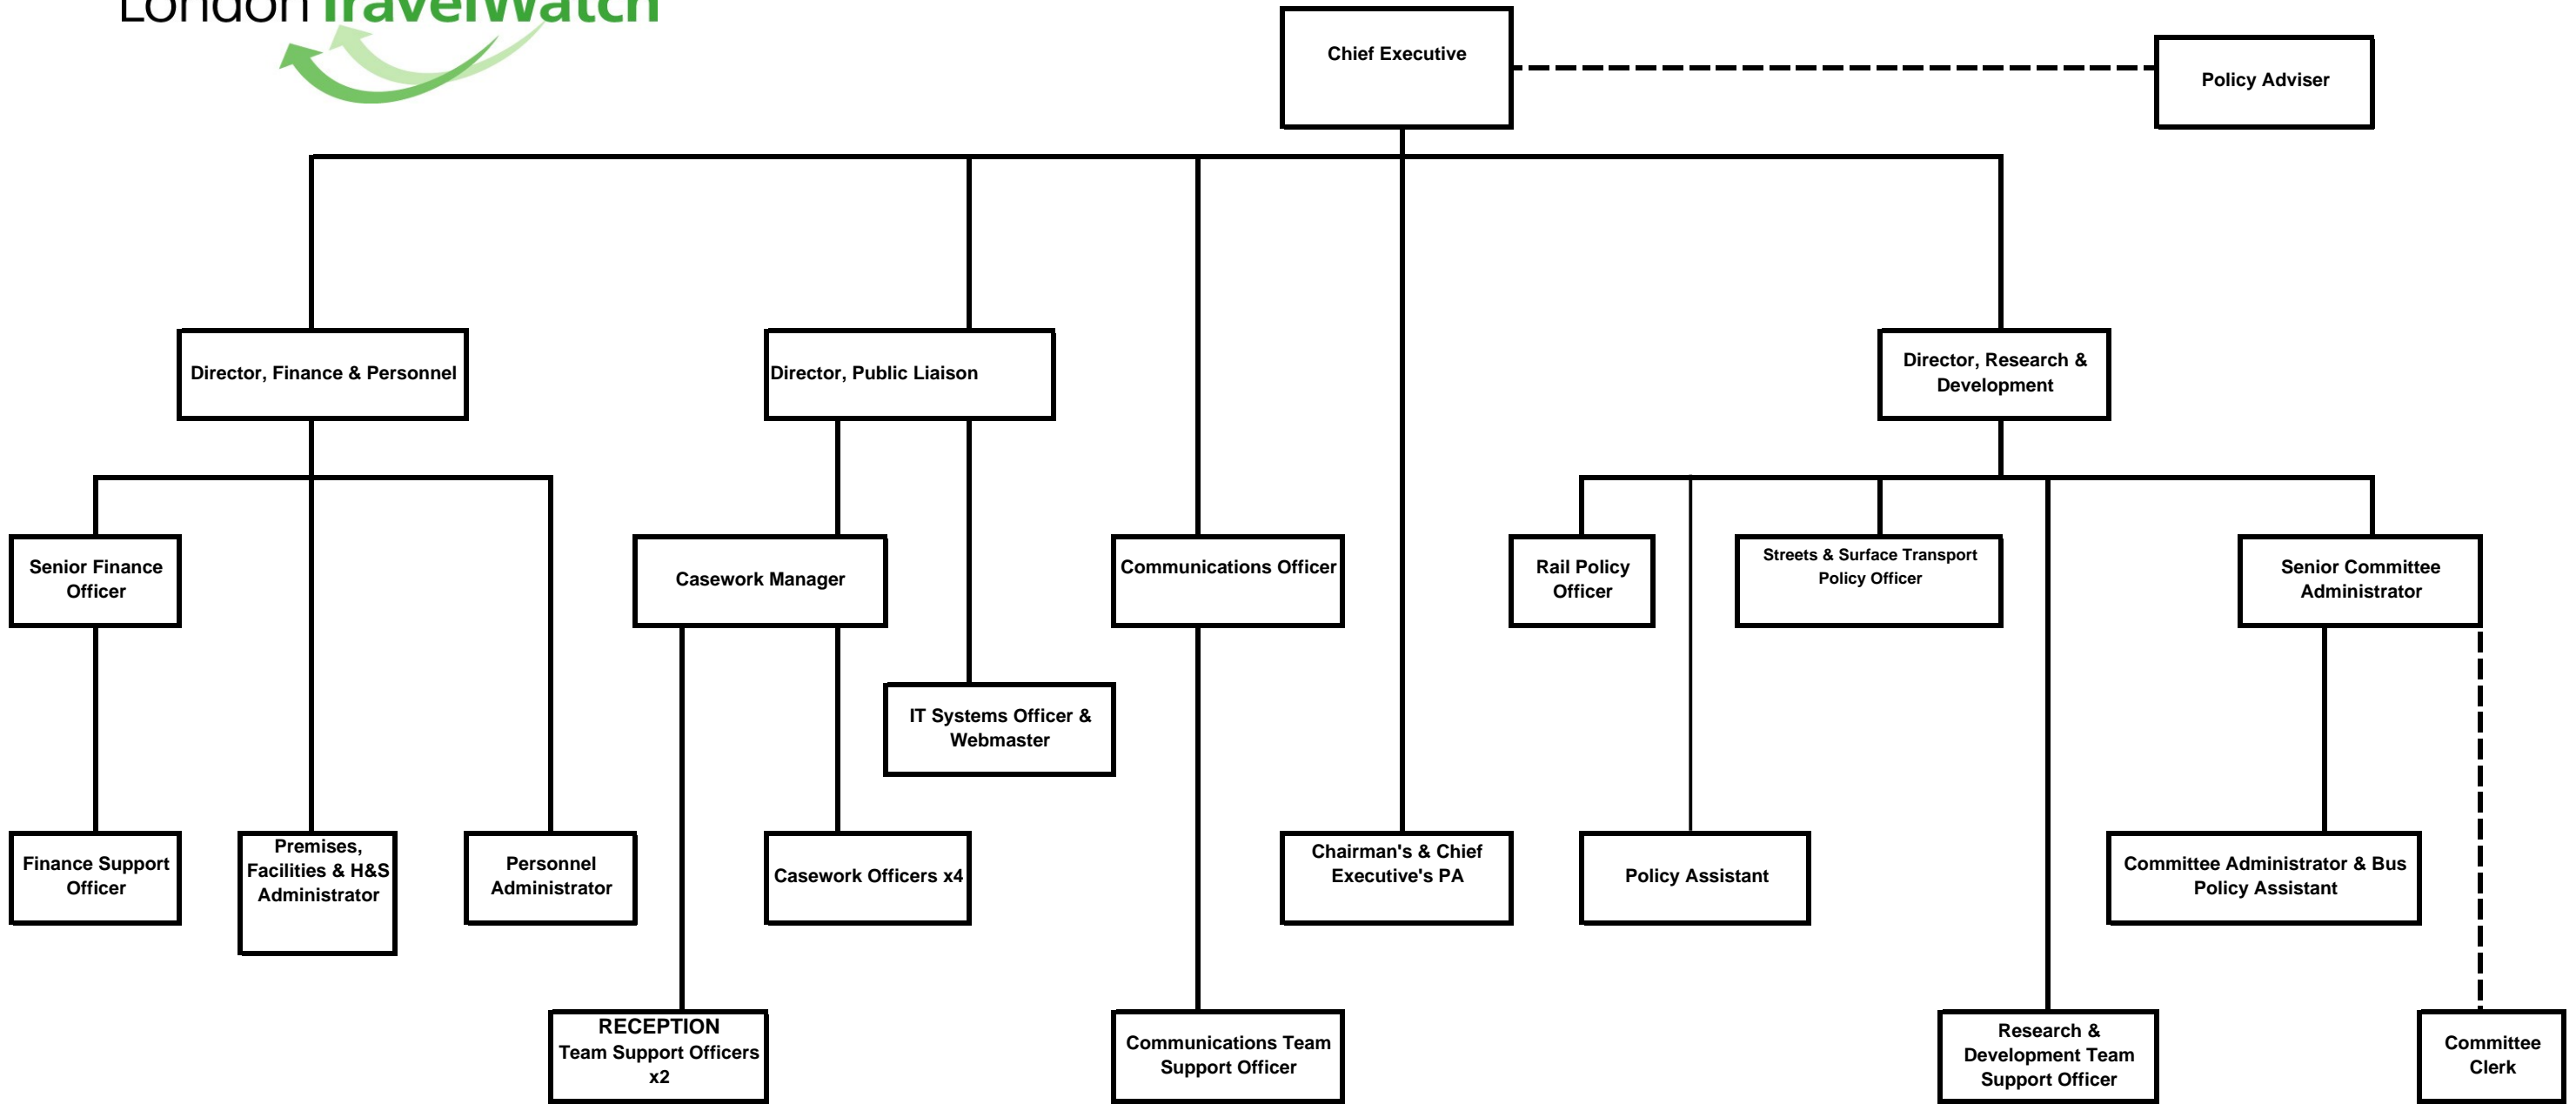 London TravelWatch
Chief Executive
Policy Adviser
Director, Finance & Personnel
Director, Public Liaison
Director, Research &
Development
Senior Finance
Officer
Casework Manager
Communications Officer
Rail Policy
Officer
Streets & Surface Transport
Policy Officer
Senior Committee
Administrator
IT Systems Officer &
Webmaster
Finance Support
Officer
Premises,
Facilities & H&S
Administrator
Personnel
Administrator
Casework Officers x4
Chairman's & Chief
Executive's PA
Policy Assistant
Committee Administrator & Bus
Policy Assistant
RECEPTION
Team Support Officers
x2
Communications Team
Support Officer
Research &
Development Team
Support Officer
Committee
Clerk